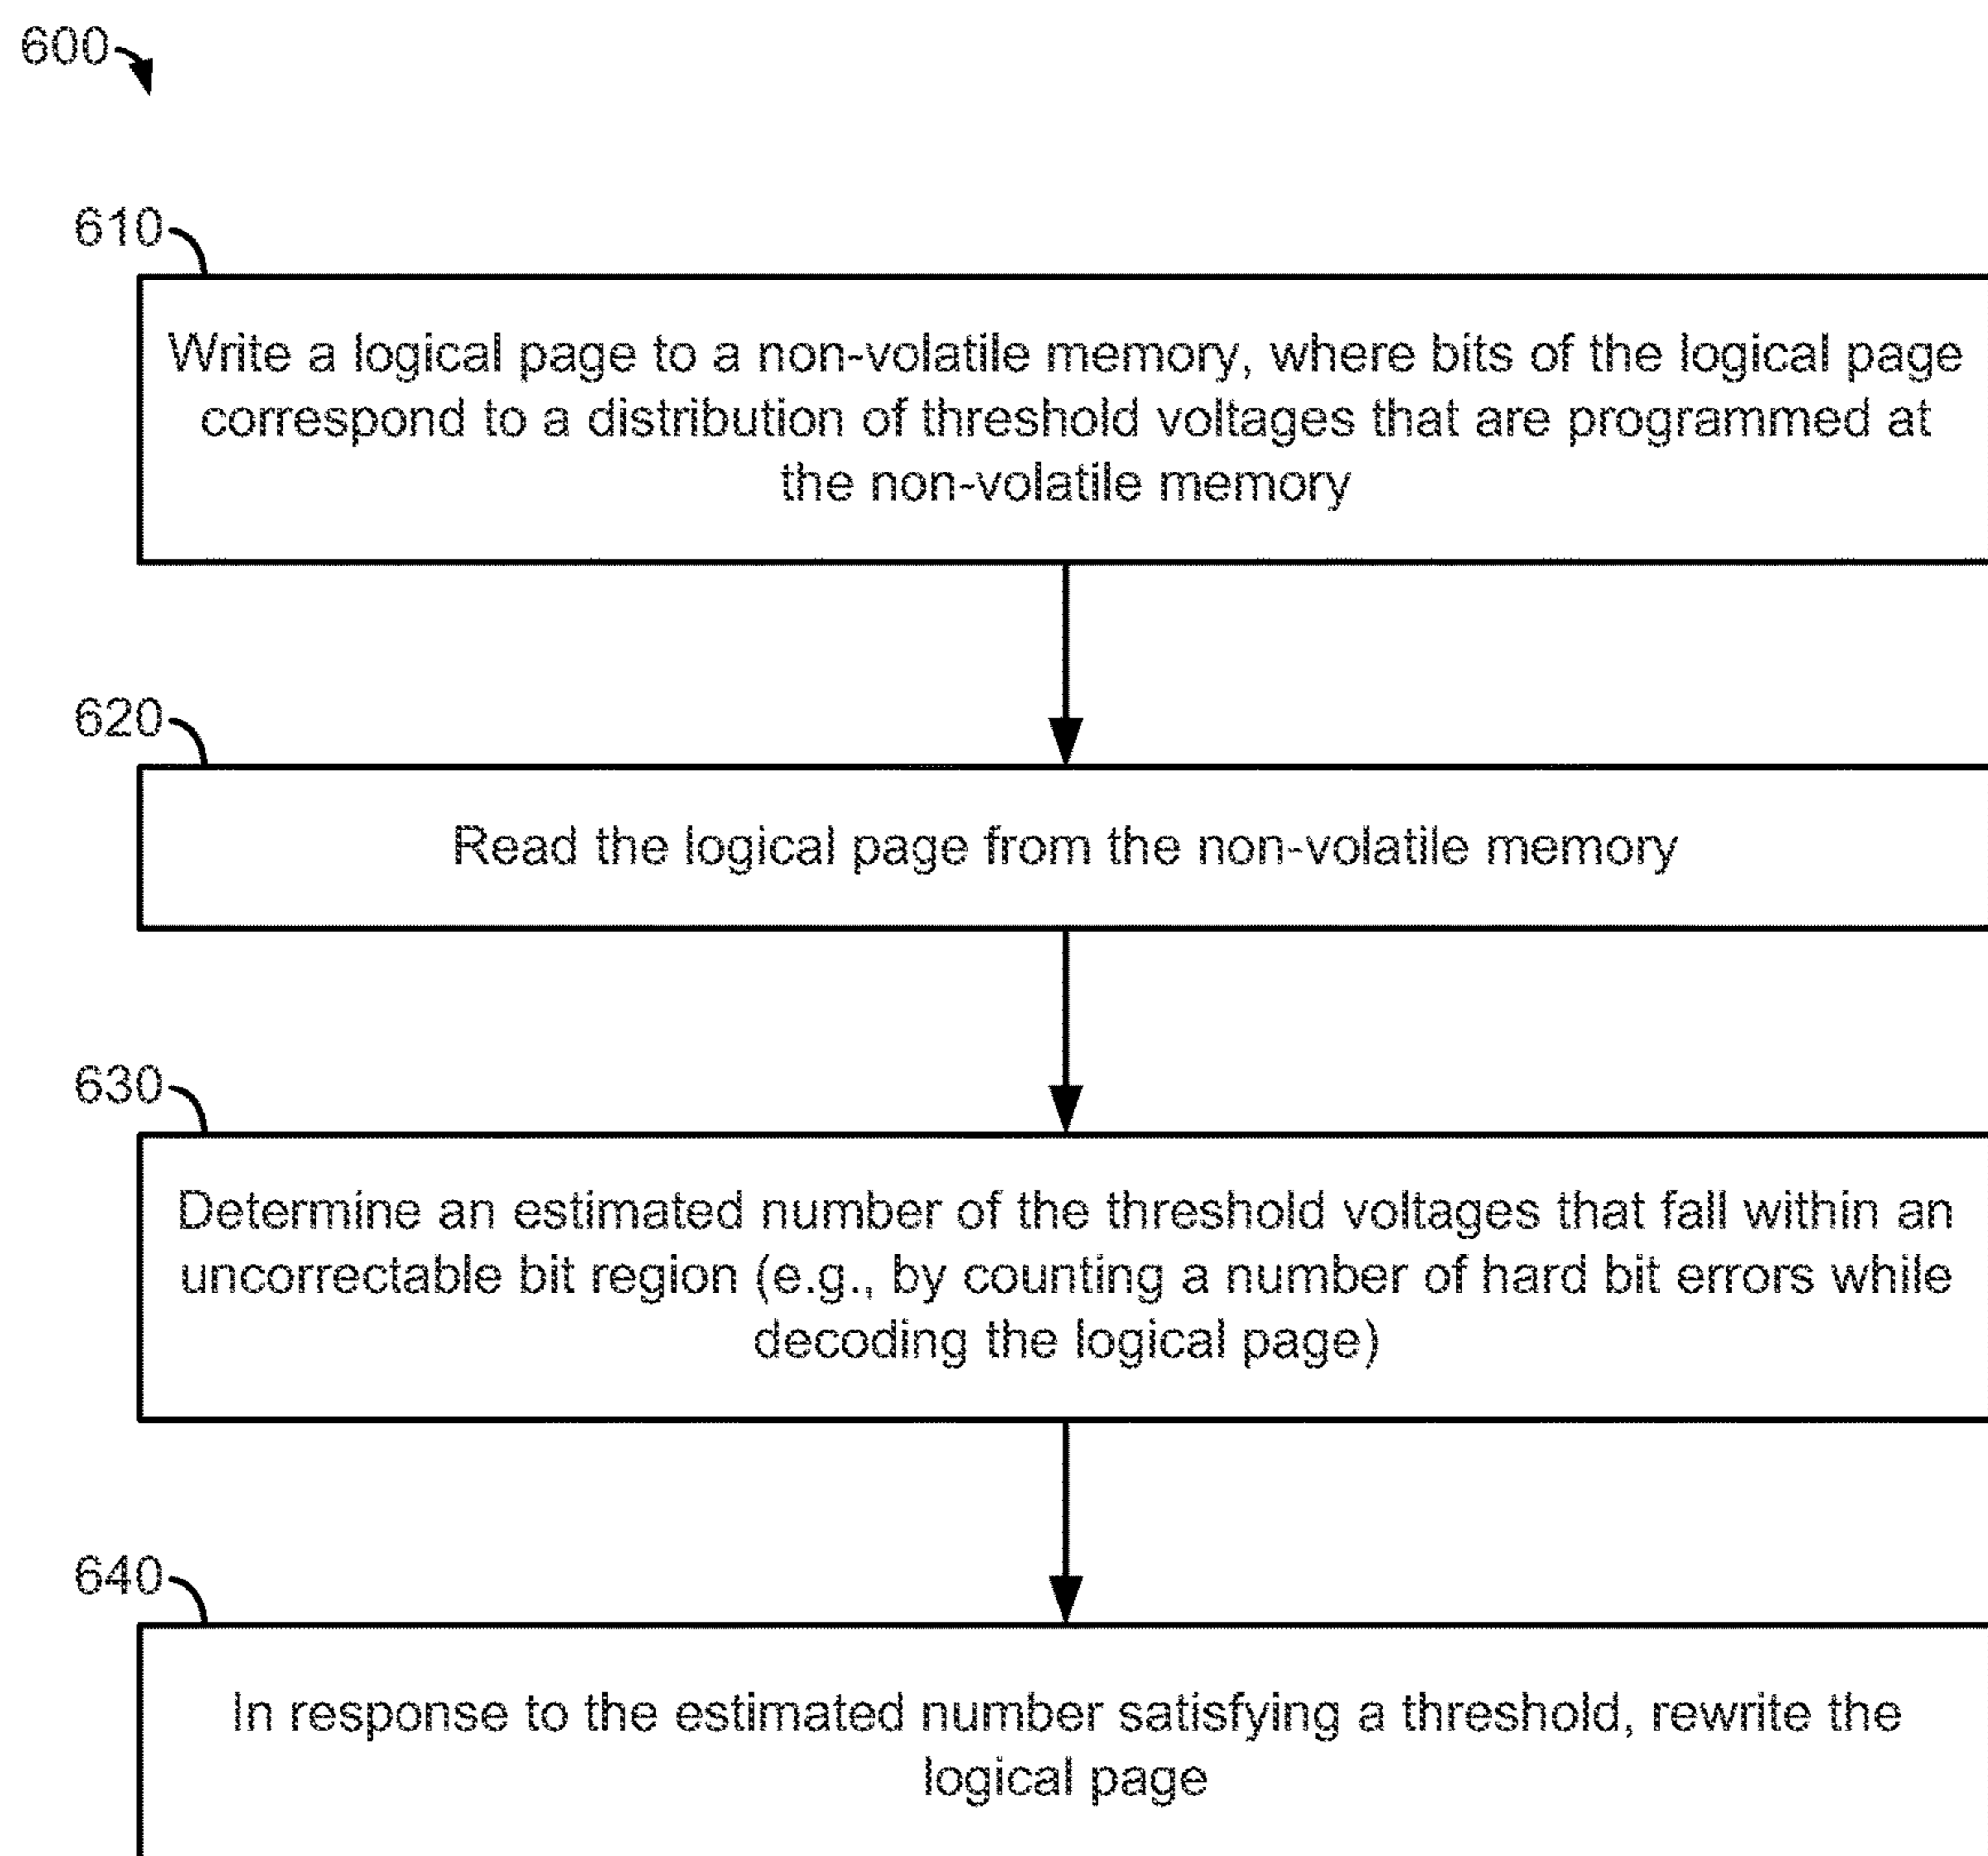 600
610
Write a logical page to a non-volatile memory, where bits of the logical page
correspond to a distribution of threshold voltages that are programmed at
the non-volatile memory
620
Read the logical page from the non-volatile memory
630
Determine an estimated number of the threshold voltages that fall within an
uncorrectable bit region (e.g., by counting a number of hard bit errors while
decoding the logical page)
640
In response to the estimated number satisfying a threshold, rewrite the
logical page